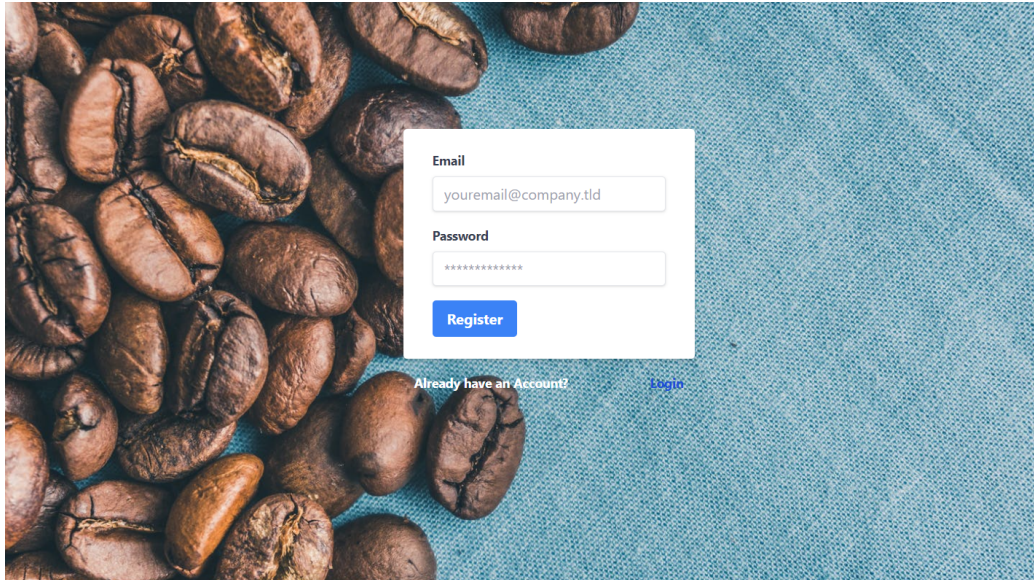 Email
youremail@company.tld
Password
*************
Register
Already have an Account? Login